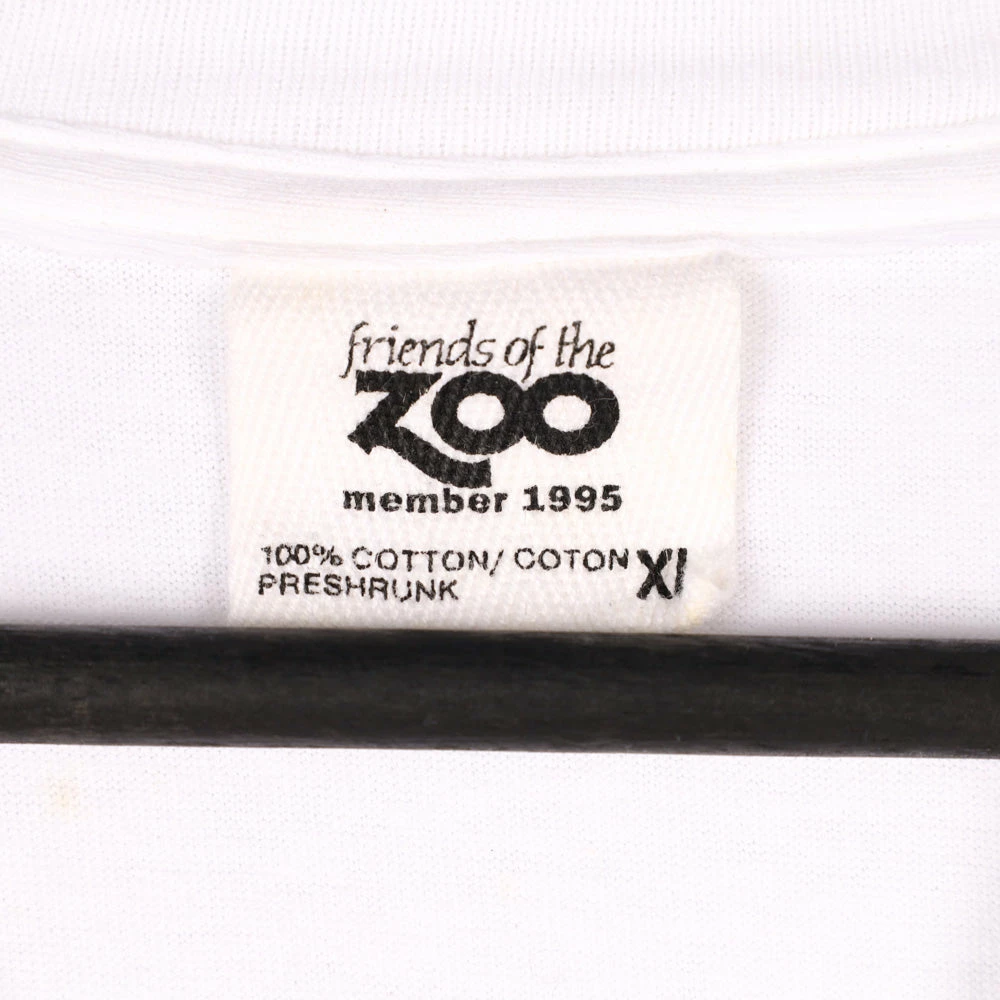 friends of the
ZOO
member 1995
100% COTTON/ COTON XL
PRESHRUNK